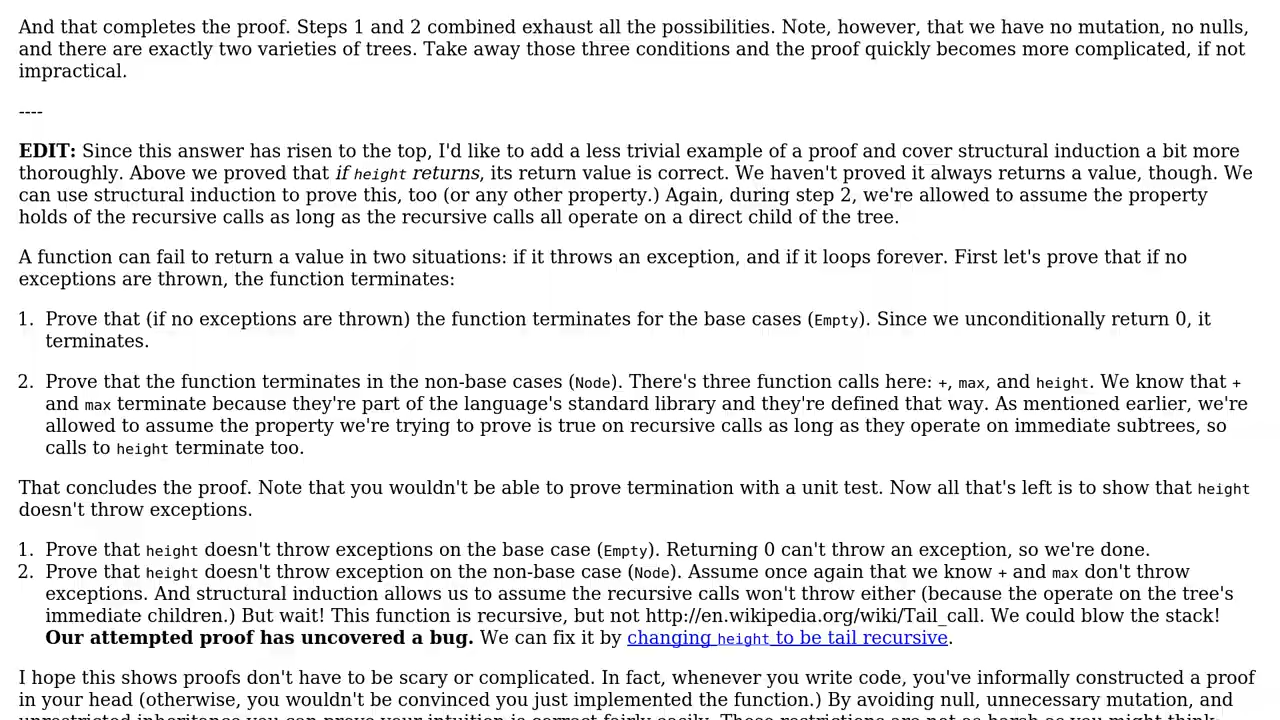 And that completes the proof. Steps 1 and 2 combined exhaust all the possibilities. Note, however, that we have no mutation, no nulls,
and there are exactly two varieties of trees. Take away those three conditions and the proof quickly becomes more complicated, if not
impractical.
----
EDIT: Since this answer has risen to the top, I'd like to add a less trivial example of a proof and cover structural induction a bit more
thoroughly. Above we proved that if height returns, its return value is correct. We haven't proved it always returns a value, though. We
can use structural induction to prove this, too (or any other property.) Again, during step 2, we're allowed to assume the property
holds of the recursive calls as long as the recursive calls all operate on a direct child of the tree.
A function can fail to return a value in two situations: if it throws an exception, and if it loops forever. First let's prove that if no
exceptions are thrown, the function terminates:
1. Prove that (if no exceptions are thrown) the function terminates for the base cases (Empty). Since we unconditionally return 0, it
terminates.
2. Prove that the function terminates in the non-base cases (Node). There's three function calls here: +, max, and height. We know that +
and max terminate because they're part of the language's standard library and they're defined that way. As mentioned earlier, we're
allowed to assume the property we're trying to prove is true on recursive calls as long as they operate on immediate subtrees, so
calls to height terminate too.
That concludes the proof. Note that you wouldn't be able to prove termination with a unit test. Now all that's left is to show that height
doesn't throw exceptions.
1. Prove that height doesn't throw exceptions on the base case (Empty). Returning 0 can't throw an exception, so we're done.
2. Prove that height doesn't throw exception on the non-base case (Node). Assume once again that we know + and max don't throw
exceptions. And structural induction allows us to assume the recursive calls won't throw either (because the operate on the tree's
immediate children.) But wait! This function is recursive, but not http://en.wikipedia.org/wiki/Tail_call. We could blow the stack!
Our attempted proof has uncovered a bug. We can fix it by changing height to be tail recursive.
I hope this shows proofs don't have to be scary or complicated. In fact, whenever you write code, you've informally constructed a proof
in your head (otherwise, you wouldn't be convinced you just implemented the function.) By avoiding null, unnecessary mutation, and
unrestricted inheritance you can prove your intuition is correct fairly easily. These restrictions are not as harsh as you might think: